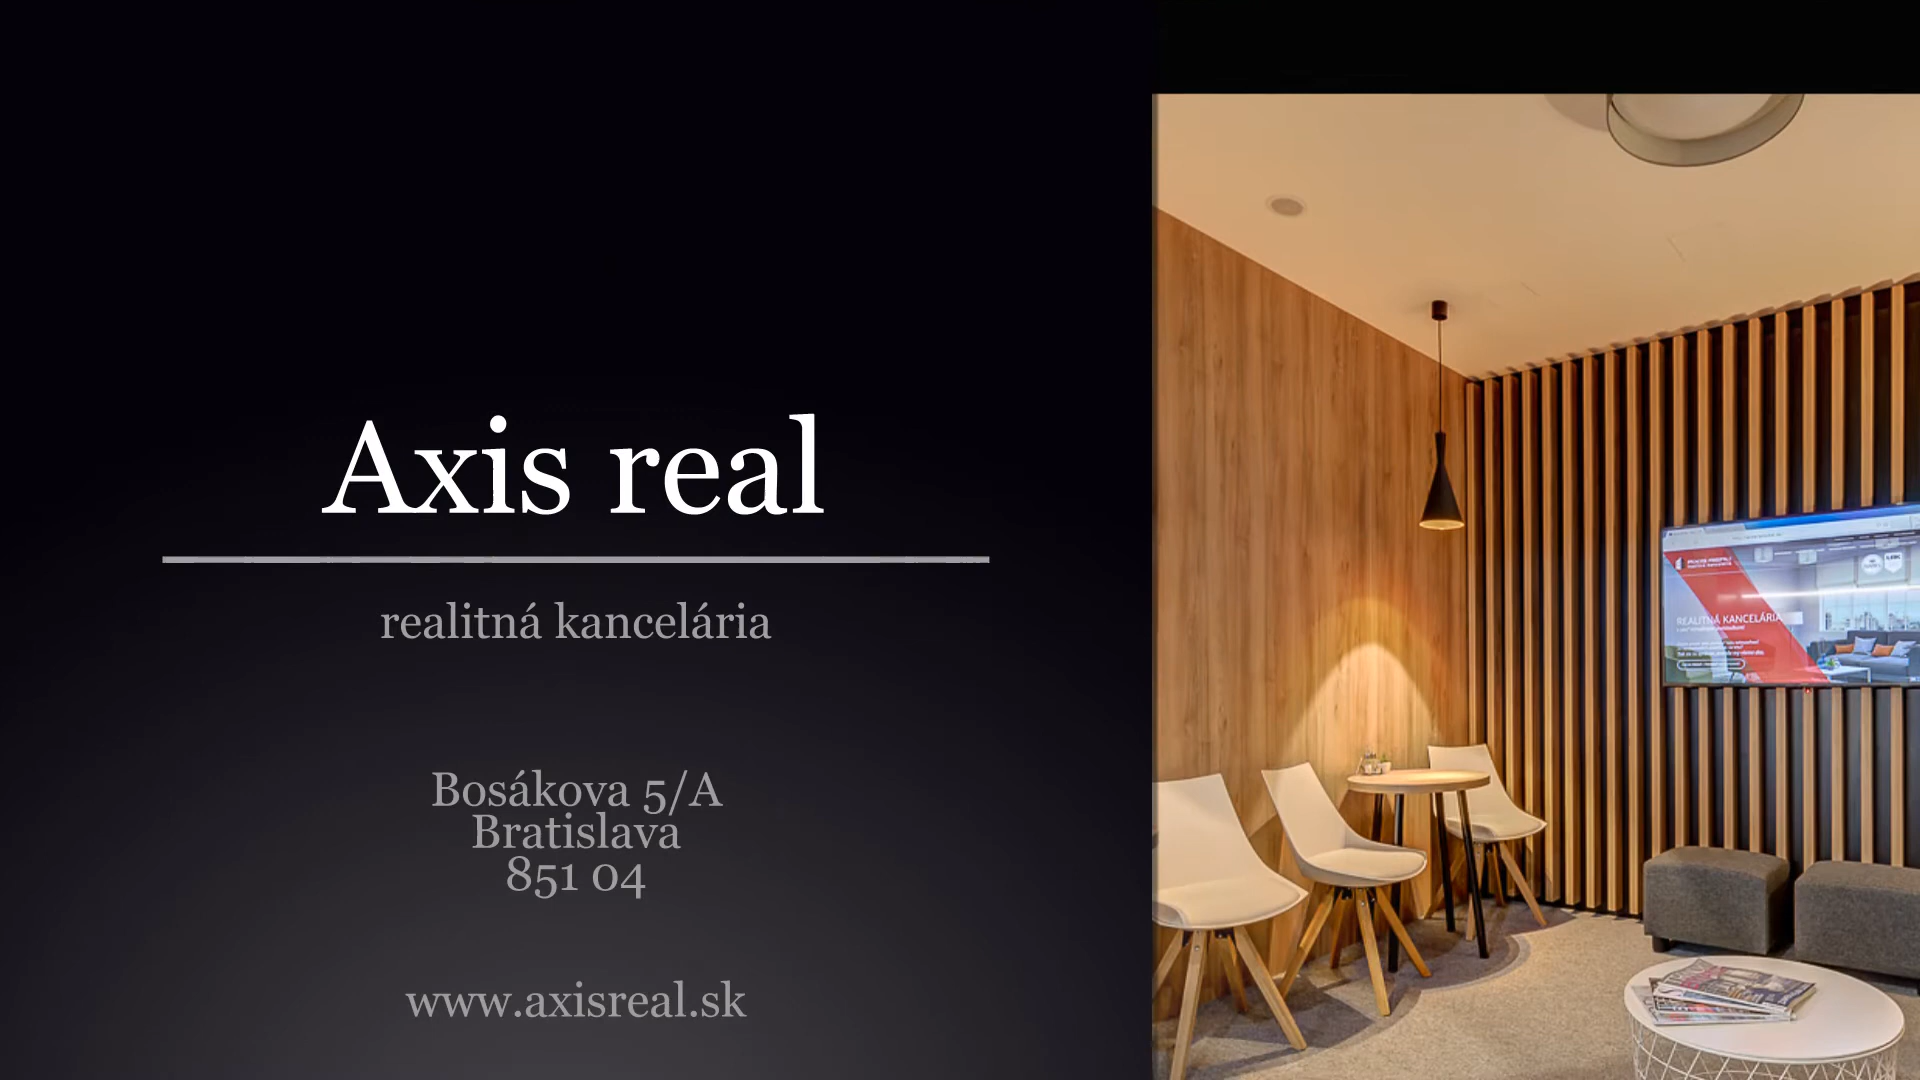 Axis real
realitná kancelária
Bosákova 5/A
Bratislava
851 04
www.axisreal.sk
REALITNÁ KANCELÁRIA